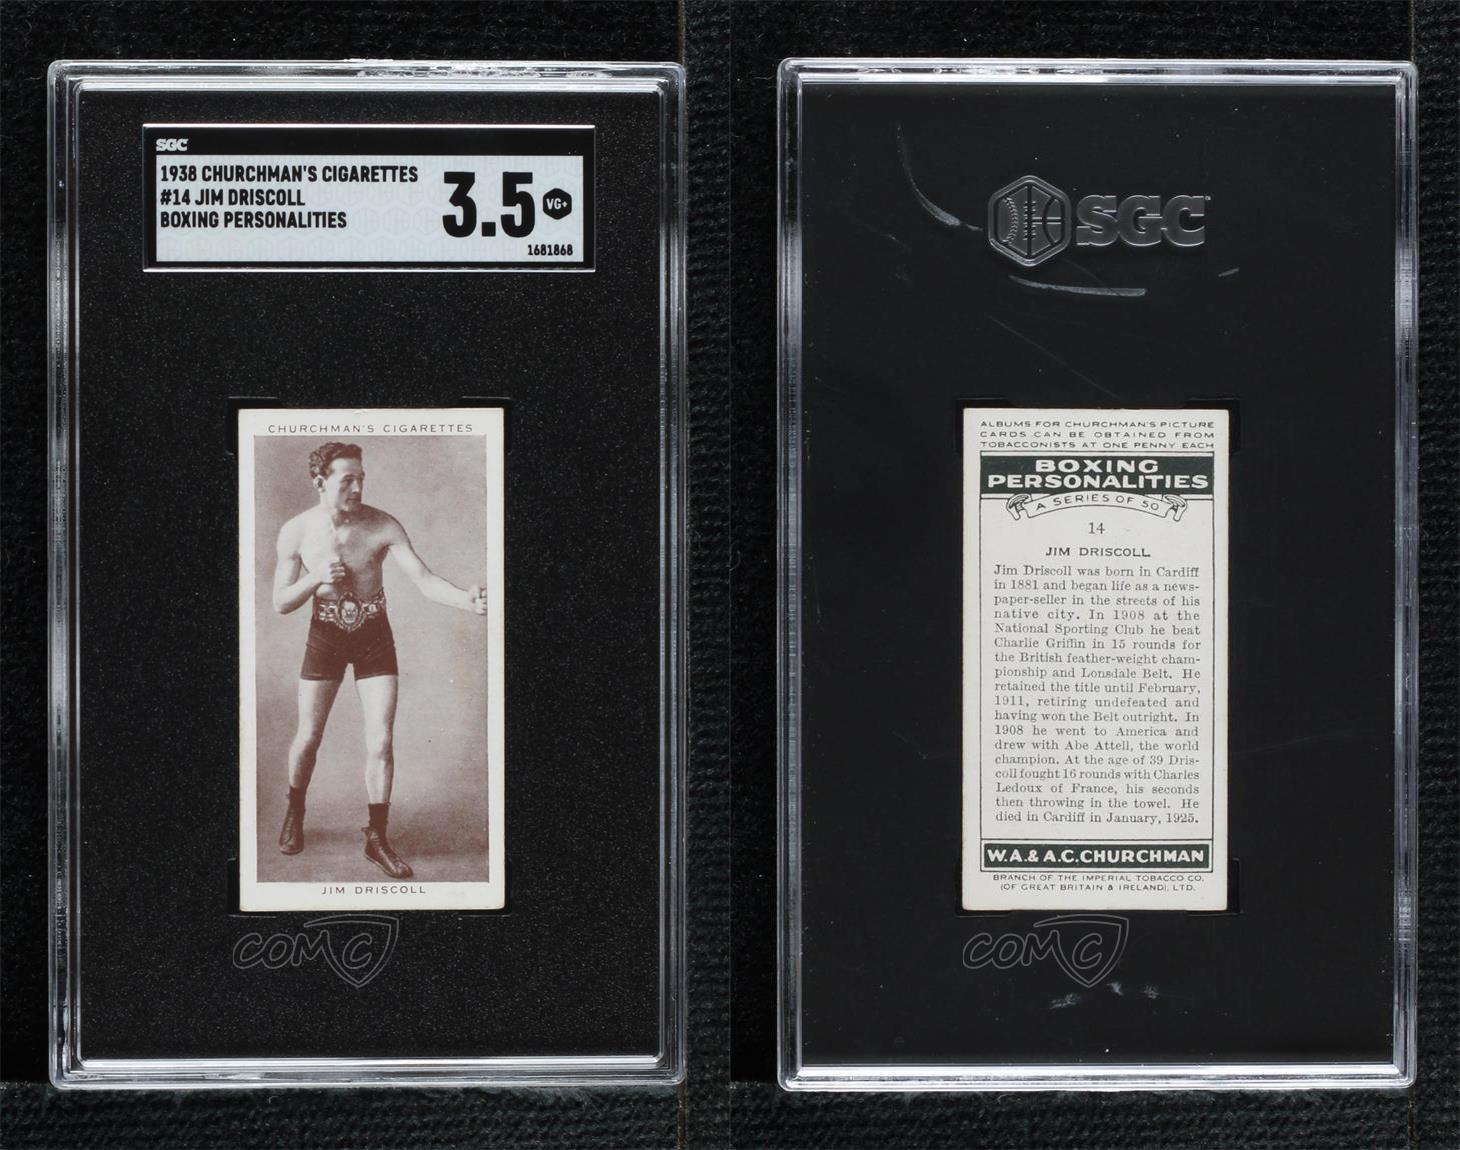 SGC
1938 CHURCHMAN'S CIGARETTES
#14 JIM DRISCOLL
BOXING PERSONALITIES
3.5
VG+
1681868
CHURCHMAN'S CIGARETTES
JIM DRISCOLL
COMC
SGC
ALBUMS FOR CHURCHMAN'S PICTURE
CARDS CAN BE OBTAINED FROM
TOBACCONISTS AT ONE PENNY EACH
BOXING
PERSONALITIES
A SERIES OF 50
14
JIM DRISCOLL
Jim Driscoll was born in Cardiff
in 1881 and began life as a news-
paper-seller in the streets of his
native city. In 1908 at the
National Sporting Club he beat
Charlie Griffin in 15 rounds for
the British feather-weight cham-
pionship and Lonsdale Belt. He
retained the title until February,
1911, retiring undefeated and
having won the Belt outright. In
1908 he went to America and
drew with Abe Attell, the world
champion. At the age of 39 Dris-
coll fought 16 rounds with Charles
Ledoux of France, his seconds
then throwing in the towel. He
died in Cardiff in January, 1925.
W.A. & A.C. CHURCHMAN
BRANCH OF THE IMPERIAL TOBACCO CO.
(OF GREAT BRITAIN & IRELAND), LTD.
COMC